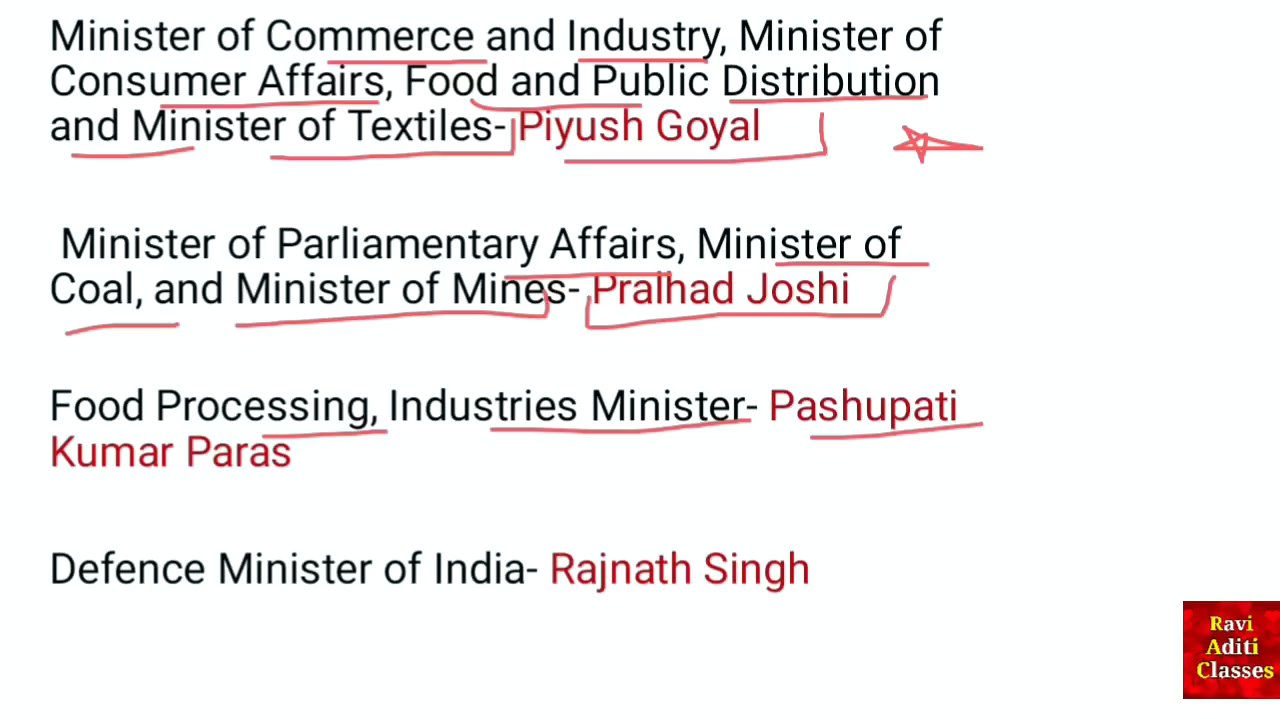 Minister of Commerce and Industry, Minister of
Consumer Affairs, Food and Public Distribution
and Minister of Textiles- Piyush Goyal
Minister of Parliamentary Affairs, Minister of
Coal, and Minister of Mines- Pralhad Joshi
Food Processing, Industries Minister- Pashupati
Kumar Paras
Defence Minister of India- Rajnath Singh
Ravi
Aditi
Classes